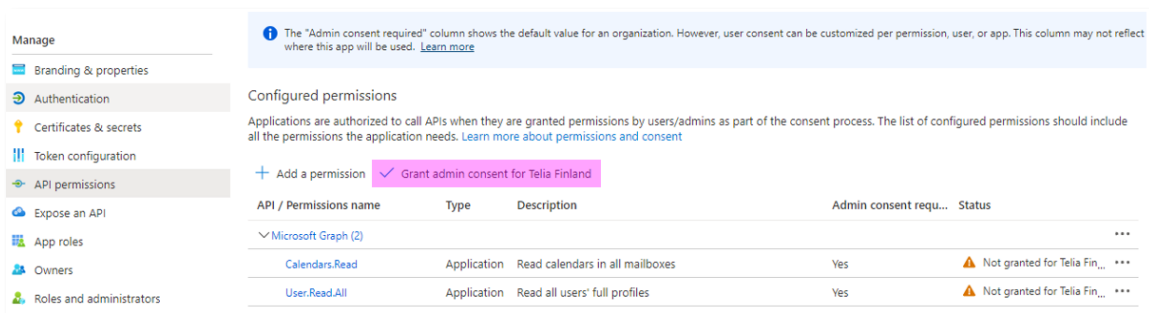 Manage
Branding & properties
Authentication
Certificates & secrets
Token configuration
API permissions
Expose an API
App roles
Owners
Roles and administrators
The "Admin consent required" column shows the default value for an organization. However, user consent can be customized per permission, user, or app. This column may not reflect
where this app will be used. Learn more
Configured permissions
Applications are authorized to call APIs when they are granted permissions by users/admins as part of the consent process. The list of configured permissions should include
all the permissions the application needs. Learn more about permissions and consent
Add a permission Grant admin consent for Telia Finland
API / Permissions name Type Description Admin consent requ... Status
Microsoft Graph (2)
Calendars.Read Application Read calendars in all mailboxes Yes Not granted for Telia Fin...
User.Read.All Application Read all users' full profiles Yes Not granted for Telia Fin...